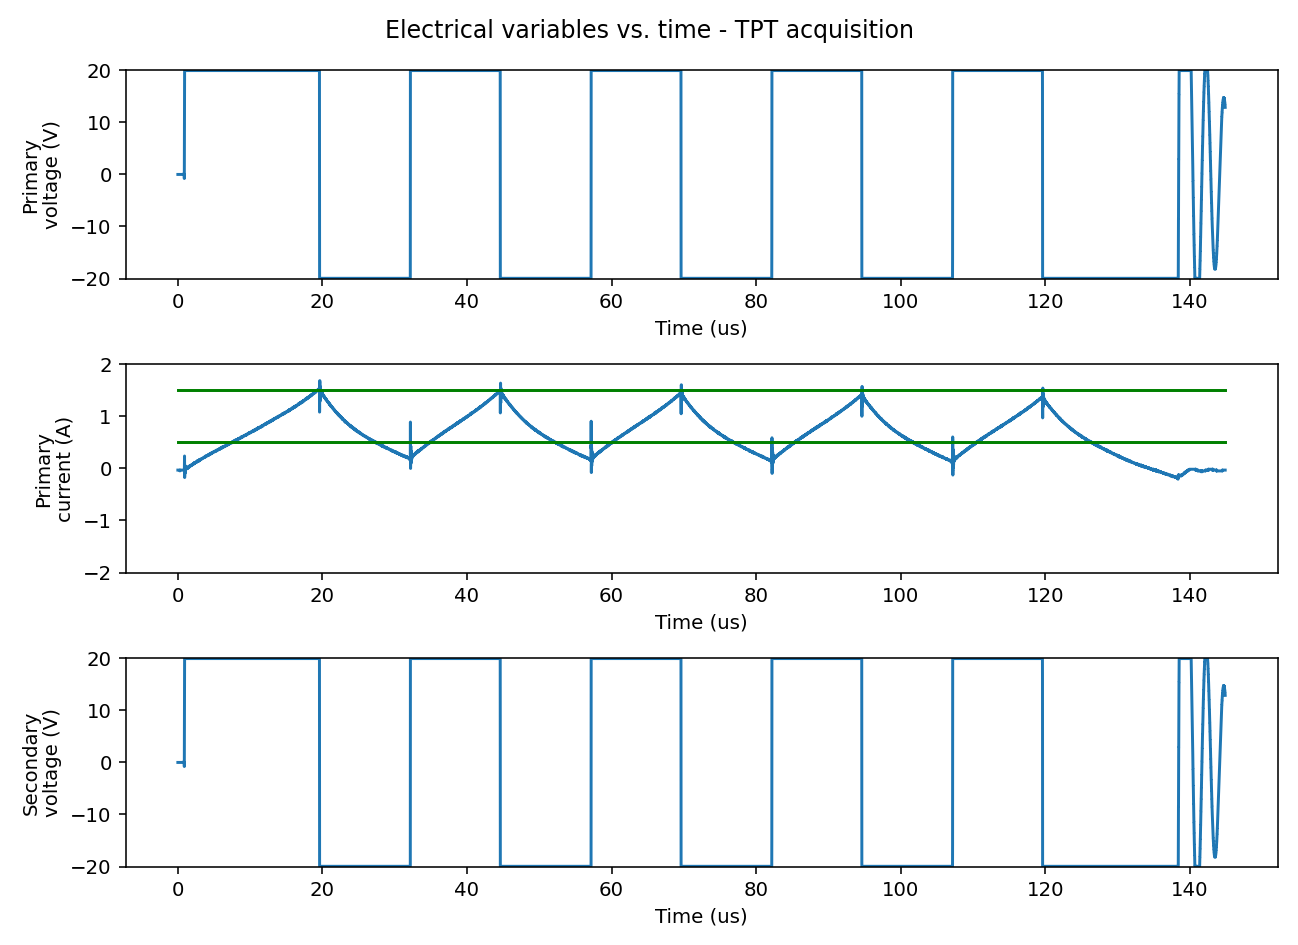 Electrical variables vs. time - TPT acquisition
20
10
0
−10
−20
Primary
voltage (V)
0 20 40 60 80 100 120 140
Time (us)
2
1
0
−1
−2
Primary
current (A)
0 20 40 60 80 100 120 140
Time (us)
20
10
0
−10
−20
Secondary
voltage (V)
0 20 40 60 80 100 120 140
Time (us)